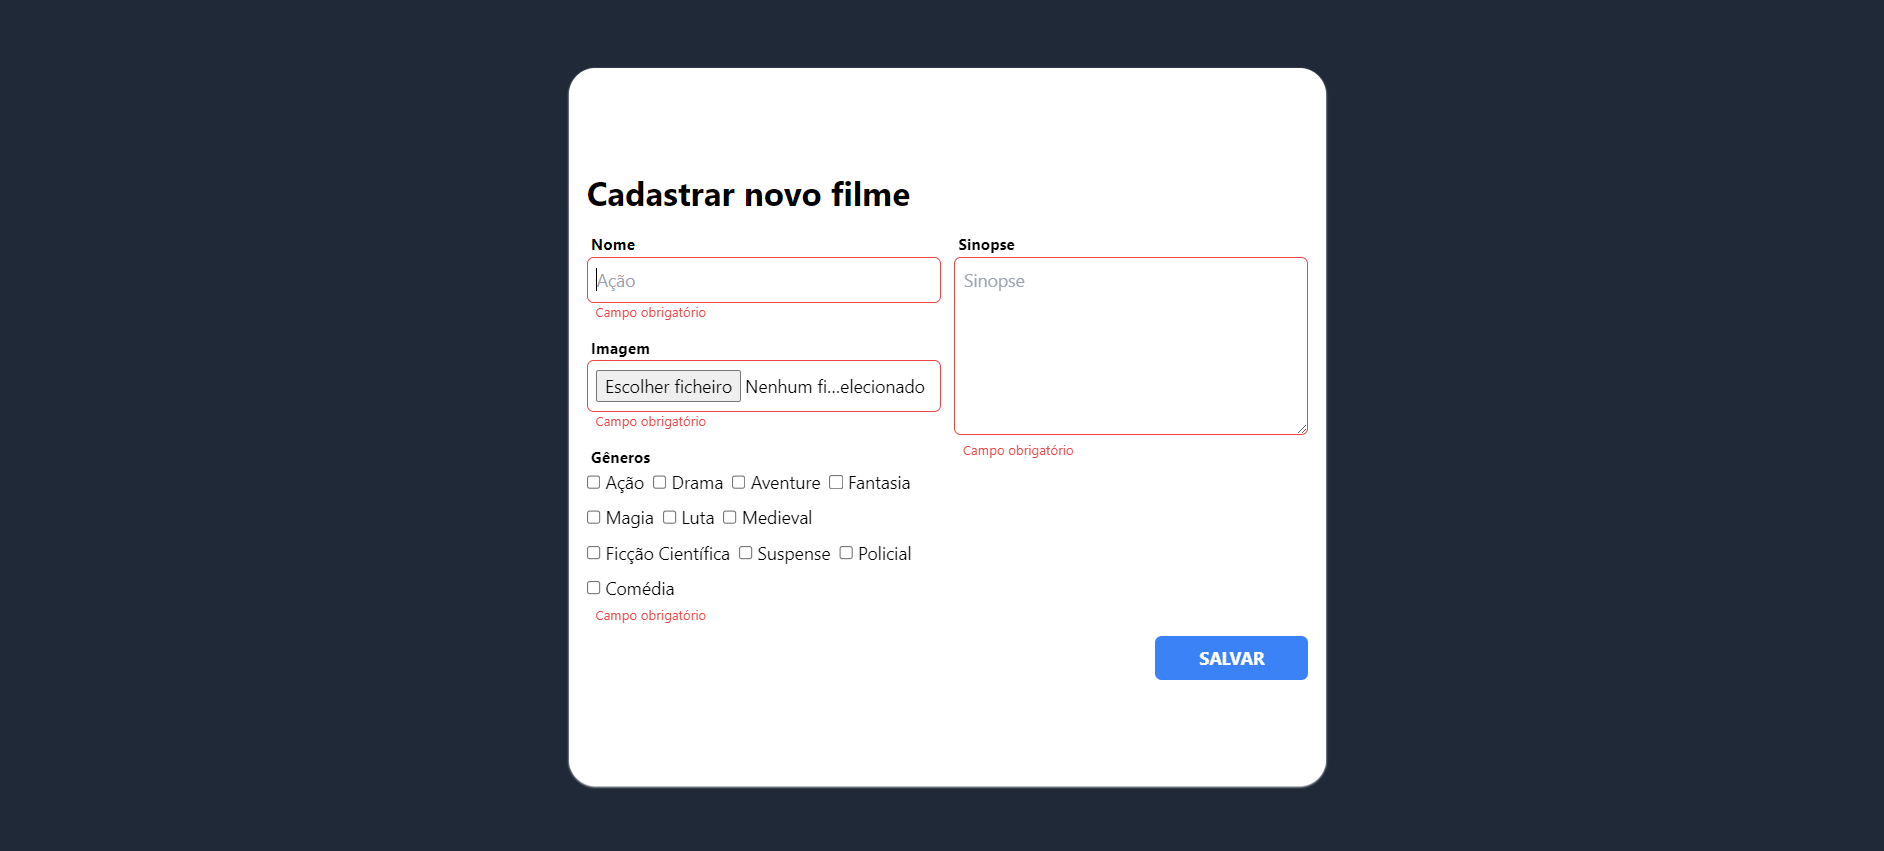 Cadastrar novo filme
Nome
Ação
Campo obrigatório
Imagem
Escolher ficheiro Nenhum fi...elecionado
Campo obrigatório
Gêneros
Ação Drama Aventure Fantasia
Magia Luta Medieval
Ficção Científica Suspense Policial
Comédia
Campo obrigatório
Sinopse
Sinopse
Campo obrigatório
SALVAR